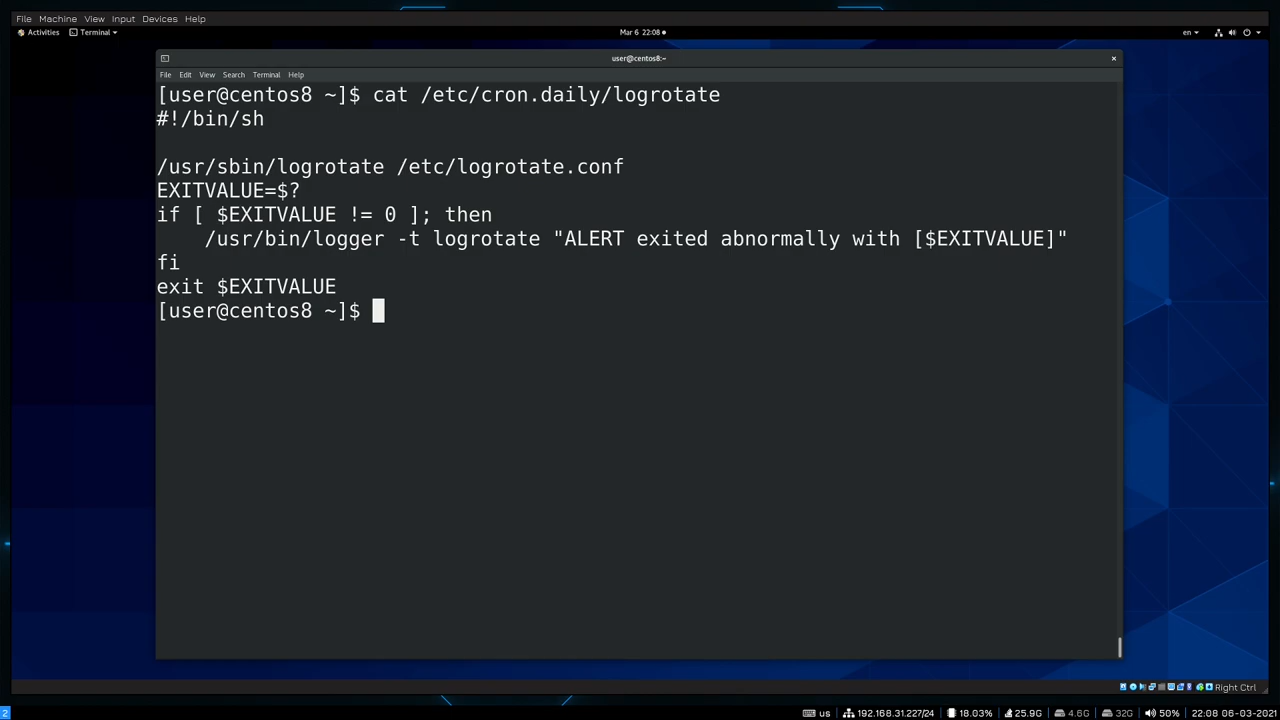 File Machine View Input Devices Help
Activities Terminal Mar 6 22:08 en
user@centos8:~
File Edit View Search Terminal Help
[user@centos8 ~]$ cat /etc/cron.daily/logrotate
#!/bin/sh
/usr/sbin/logrotate /etc/logrotate.conf
EXITVALUE=$?
if [ $EXITVALUE != 0 ]; then
    /usr/bin/logger -t logrotate "ALERT exited abnormally with [$EXITVALUE]"
fi
exit $EXITVALUE
[user@centos8 ~]$
Right Ctrl
2 us 192.168.31.227/24 18.03% 25.9G 4.6G 32G 50% 22:08 06-03-2021